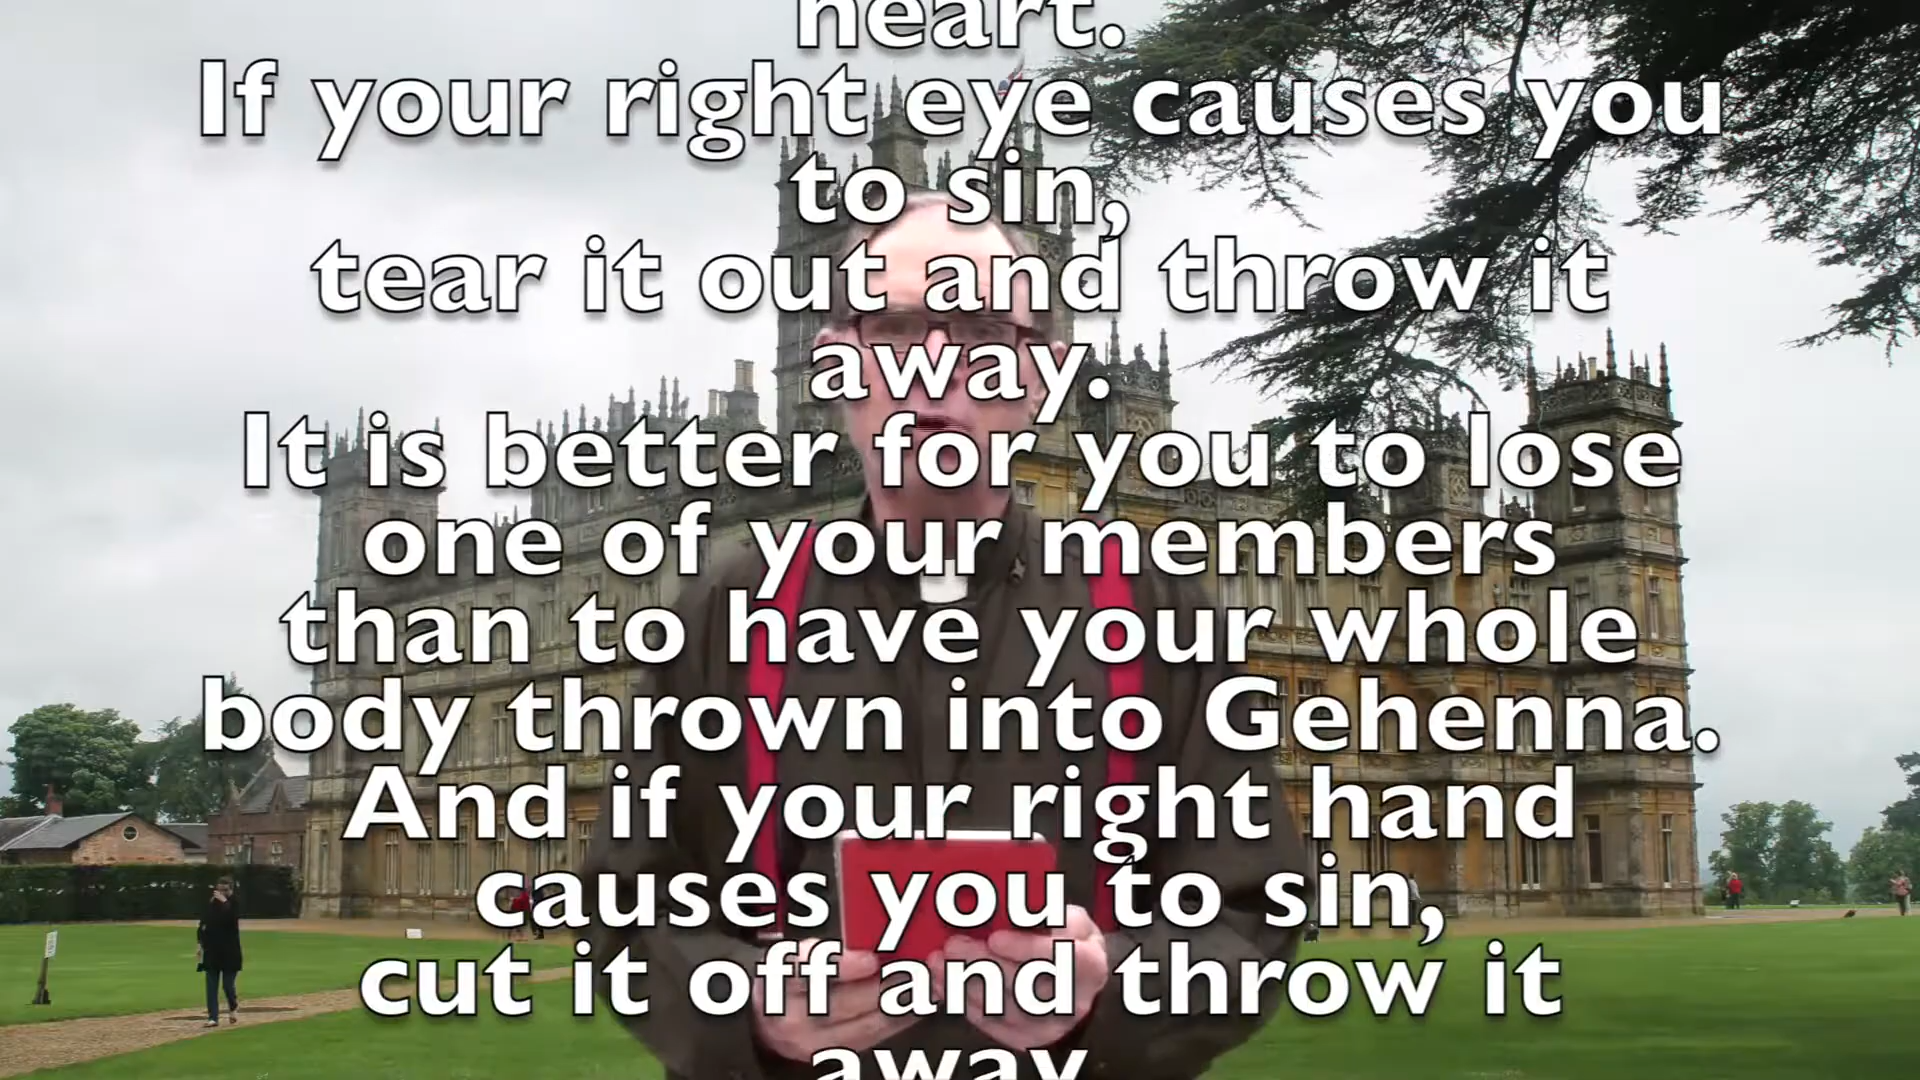 heart.
If your right eye causes you
to sin,
tear it out and throw it
away.
It is better for you to lose
one of your members
than to have your whole
body thrown into Gehenna.
And if your right hand
causes you to sin,
cut it off and throw it
away